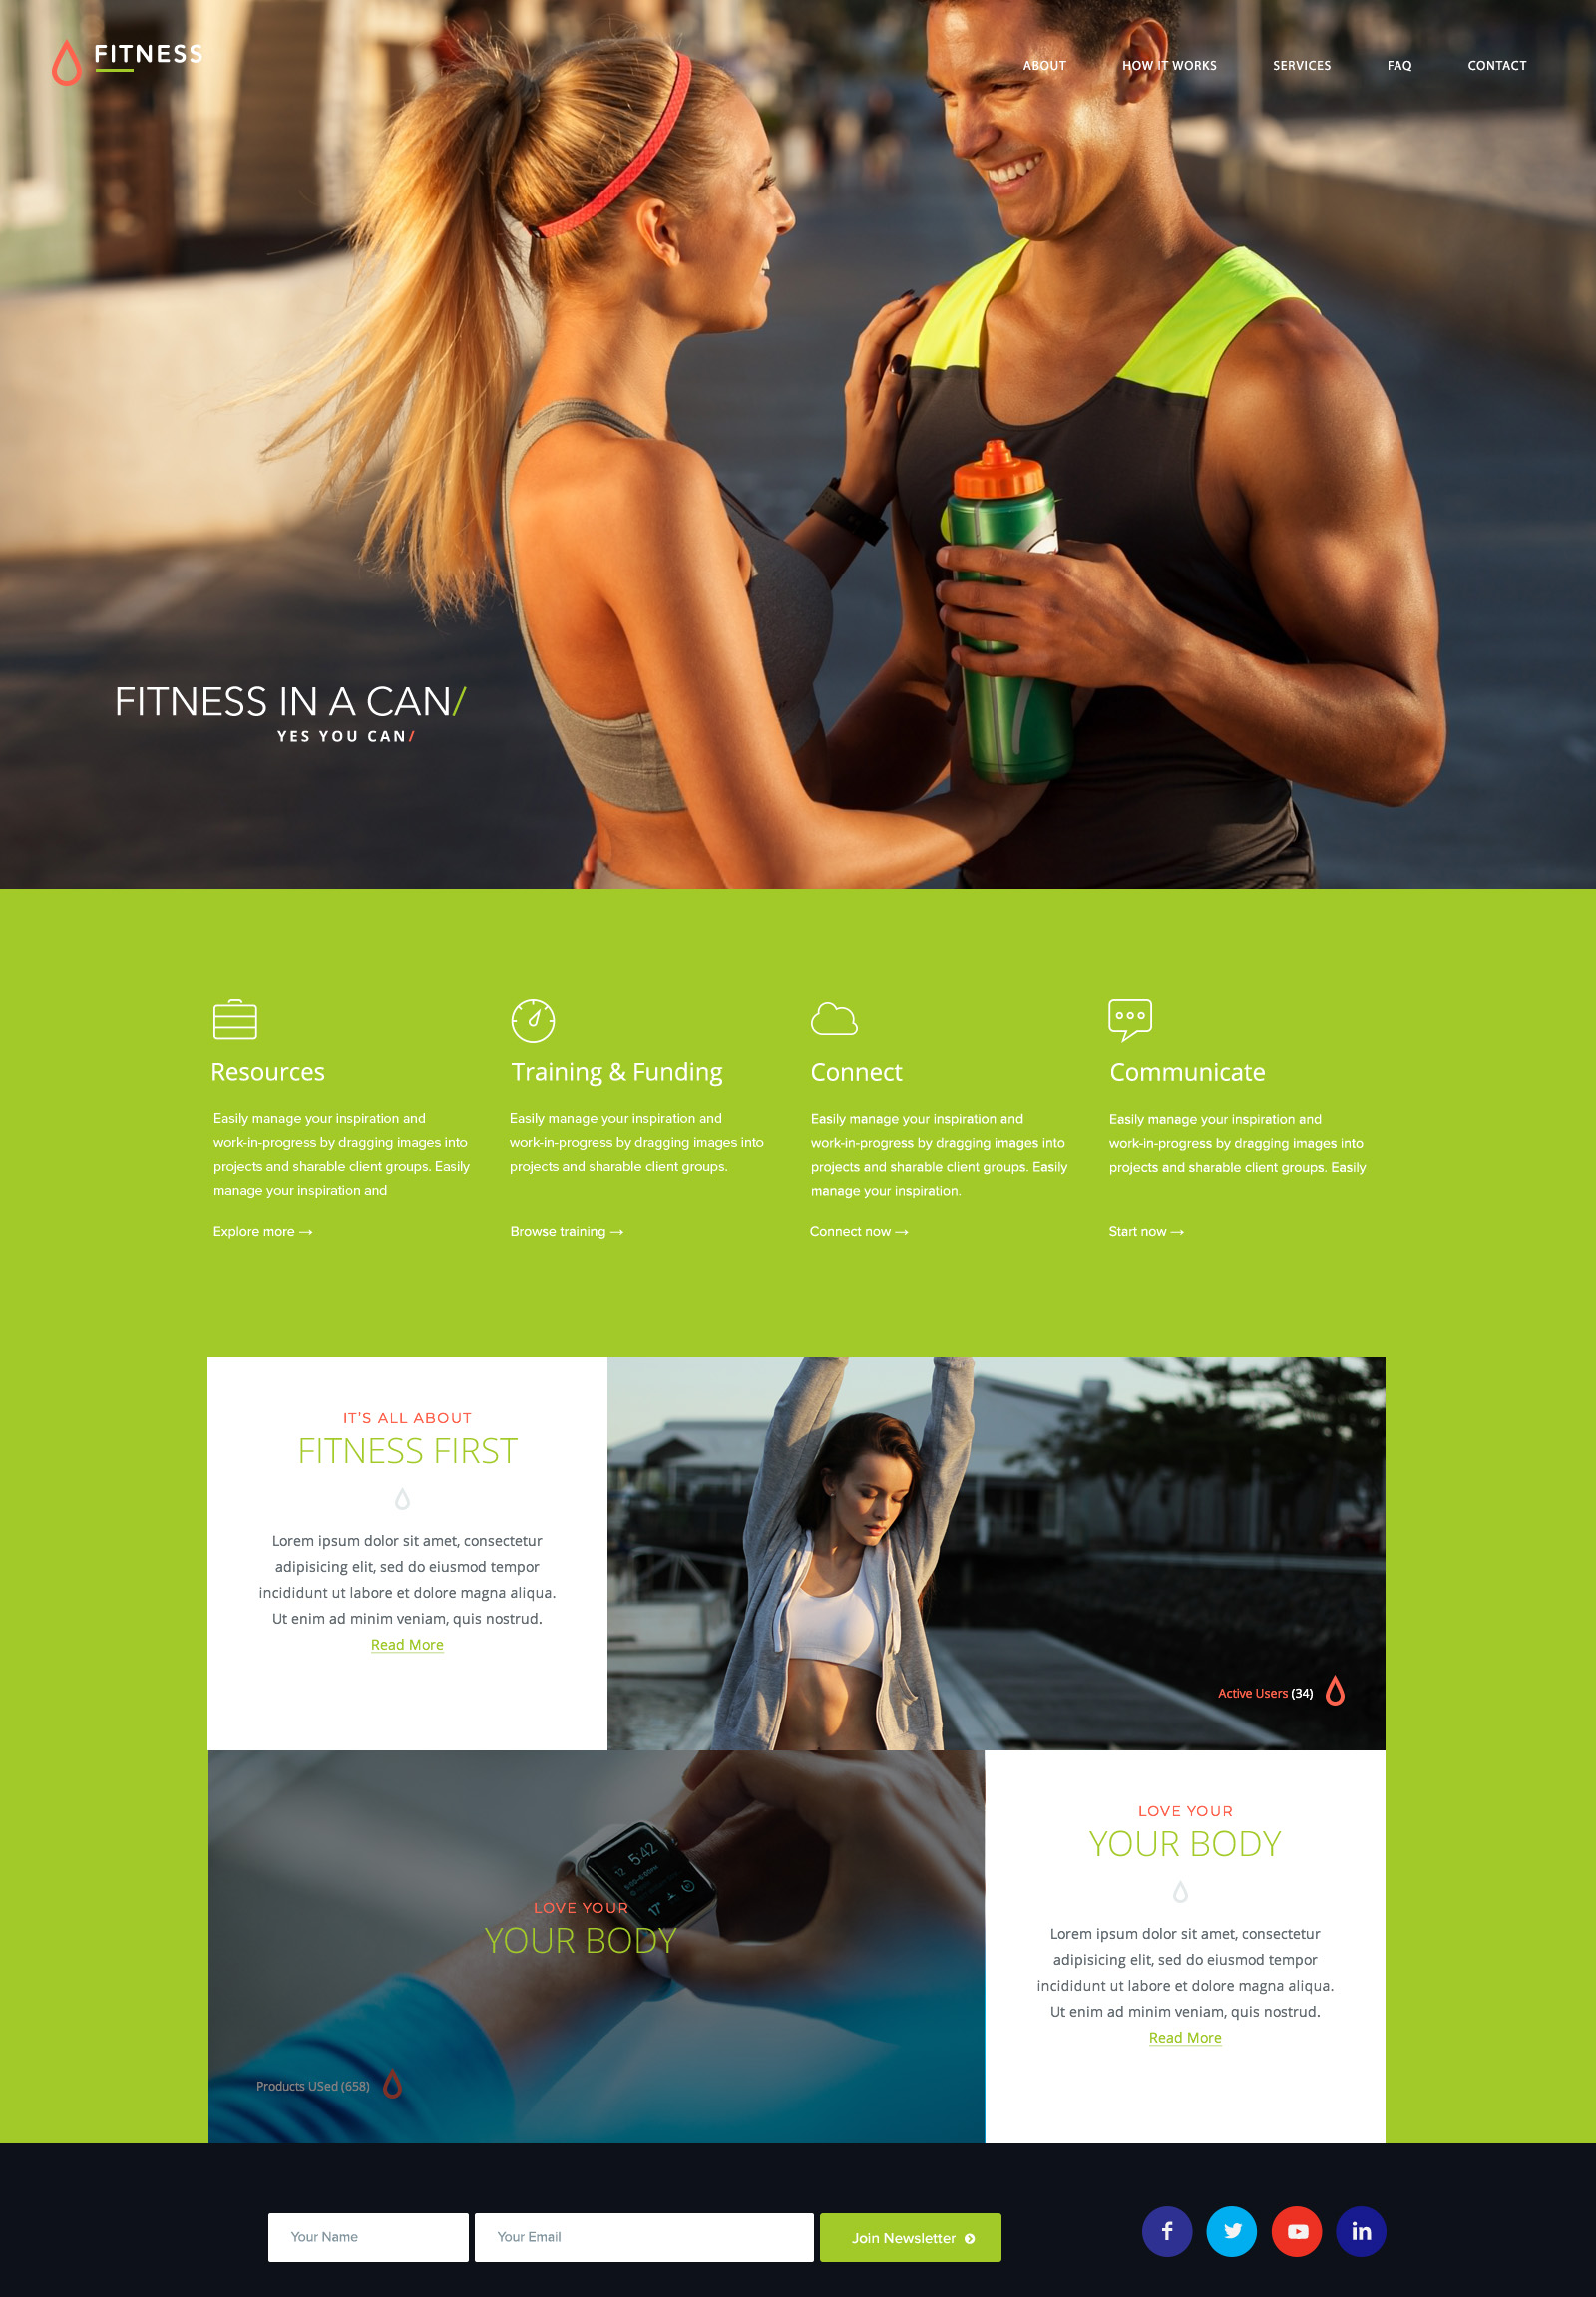 FITNESS
ABOUT
HOW IT WORKS
SERVICES
FAQ
CONTACT
FITNESS IN A CAN/
YES YOU CAN/
Resources
Easily manage your inspiration and
work-in-progress by dragging images into
projects and sharable client groups. Easily
manage your inspiration and
Explore more →
Training & Funding
Easily manage your inspiration and
work-in-progress by dragging images into
projects and sharable client groups.
Browse training →
Connect
Easily manage your inspiration and
work-in-progress by dragging images into
projects and sharable client groups. Easily
manage your inspiration.
Connect now →
Communicate
Easily manage your inspiration and
work-in-progress by dragging images into
projects and sharable client groups. Easily
Start now →
IT'S ALL ABOUT
FITNESS FIRST
Lorem ipsum dolor sit amet, consectetur
adipisicing elit, sed do eiusmod tempor
incididunt ut labore et dolore magna aliqua.
Ut enim ad minim veniam, quis nostrud.
Read More
Active Users (34)
5:42
12
17°
LOVE YOUR
YOUR BODY
Products USed (658)
LOVE YOUR
YOUR BODY
Lorem ipsum dolor sit amet, consectetur
adipisicing elit, sed do eiusmod tempor
incididunt ut labore et dolore magna aliqua.
Ut enim ad minim veniam, quis nostrud.
Read More
Your Name
Your Email
Join Newsletter
f
in